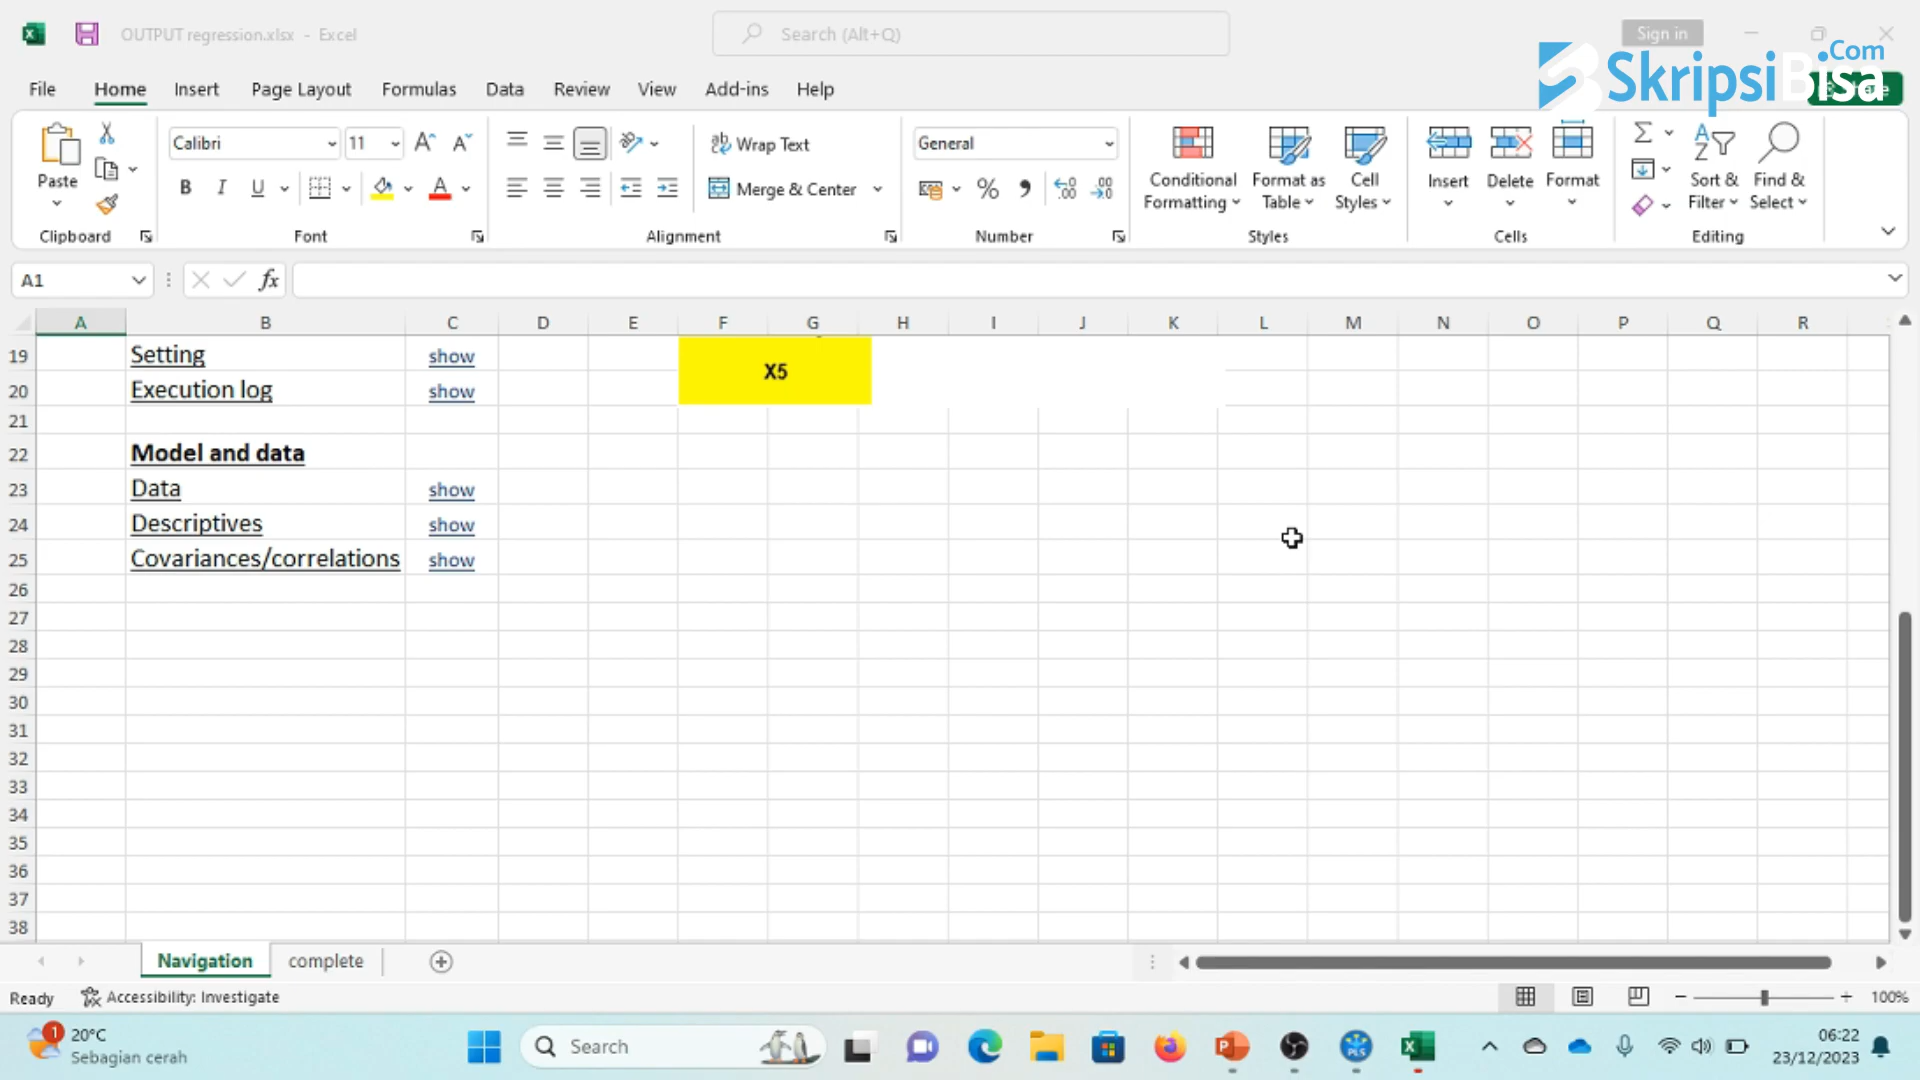 OUTPUT regression.xlsx - Excel
Search (Alt+Q)
Sign in
SkripsiBisa
.Com
File Home Insert Page Layout Formulas Data Review View Add-ins Help
Paste
Calibri 11
B I U
Wrap Text
Merge & Center
General
Conditional Formatting
Format as Table
Cell Styles
Insert
Delete
Format
Sort & Filter
Find & Select
Clipboard Font Alignment Number Styles Cells Editing
A1 fx
A B C D E F G H I J K L M N O P Q R
19 Setting show
X5
20 Execution log show
21
22 Model and data
23 Data show
24 Descriptives show
25 Covariances/correlations show
26
27
28
29
30
31
32
33
34
35
36
37
38
Navigation complete
Ready Accessibility: Investigate 100%
1 20°C
Sebagian cerah
Search
PLS
06:22
23/12/2023